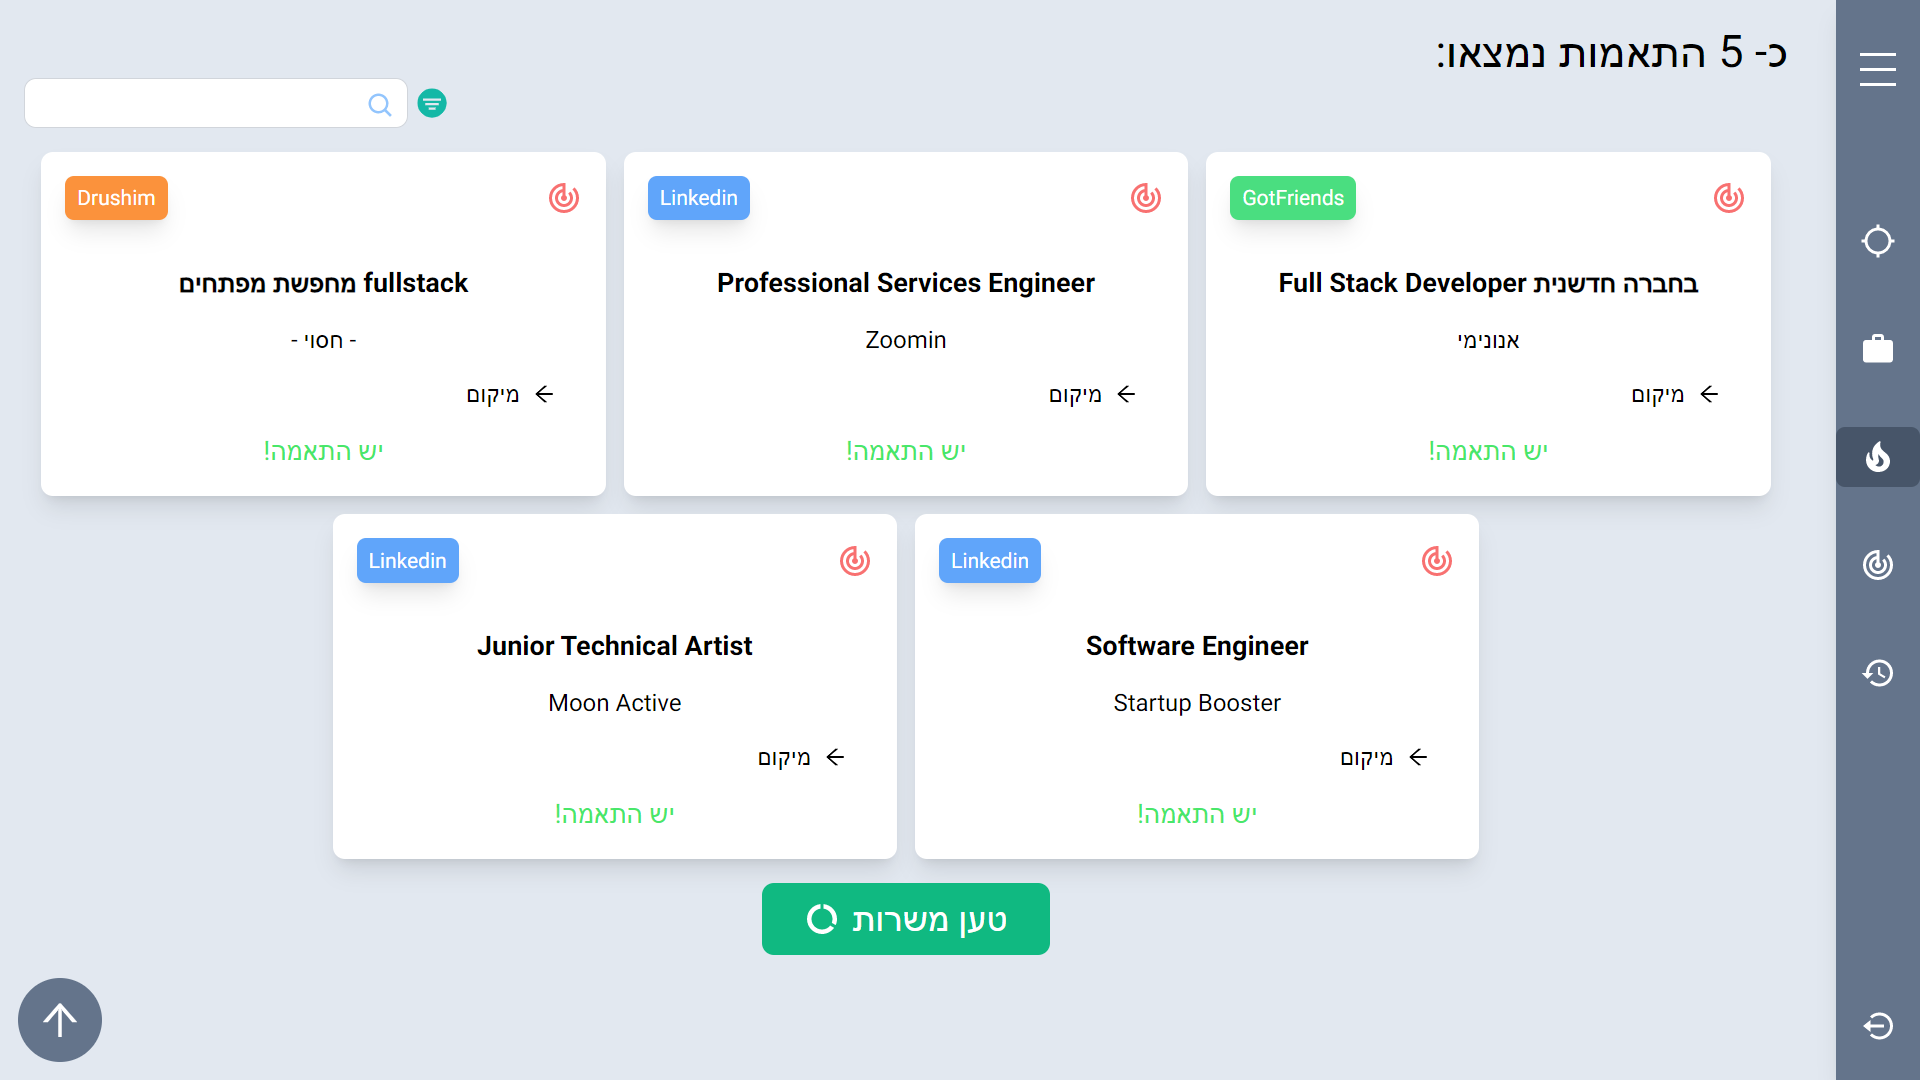 כ- 5 התאמות נמצאו:
GotFriends
Full Stack Developer בחברה חדשנית
אנונימי
מיקום
יש התאמה!
Linkedin
Professional Services Engineer
Zoomin
מיקום
יש התאמה!
Drushim
מחפשת מפתחים fullstack
- חסוי -
מיקום
יש התאמה!
Linkedin
Software Engineer
Startup Booster
מיקום
יש התאמה!
Linkedin
Junior Technical Artist
Moon Active
מיקום
יש התאמה!
טען משרות